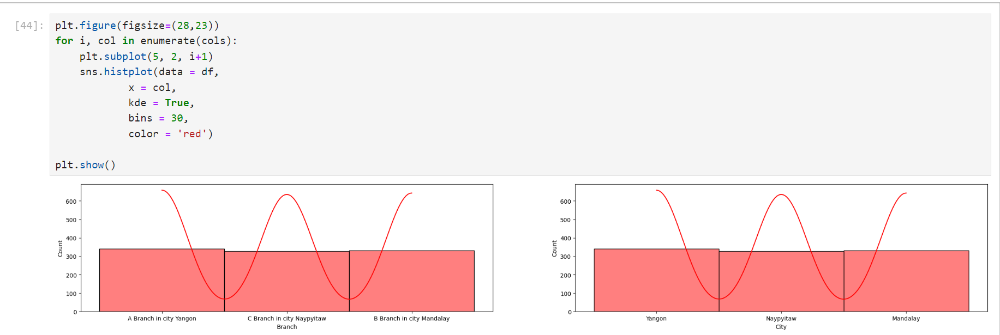 [44]: plt.figure(figsize=(28,23))
for i, col in enumerate(cols):
    plt.subplot(5, 2, i+1)
    sns.histplot(data = df,
            x = col,
            kde = True,
            bins = 30,
            color = 'red')
plt.show()
600
500
400
300
200
100
0
Count
A Branch in city Yangon
C Branch in city Naypyitaw
B Branch in city Mandalay
Branch
600
500
400
300
200
100
0
Count
Yangon
Naypyitaw
Mandalay
City